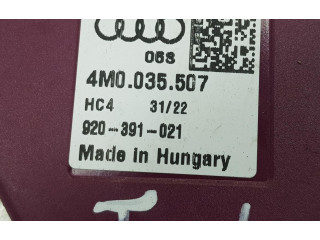 06S
4M0.035.507
HC4 31/22
920-391-021
Made in Hungary